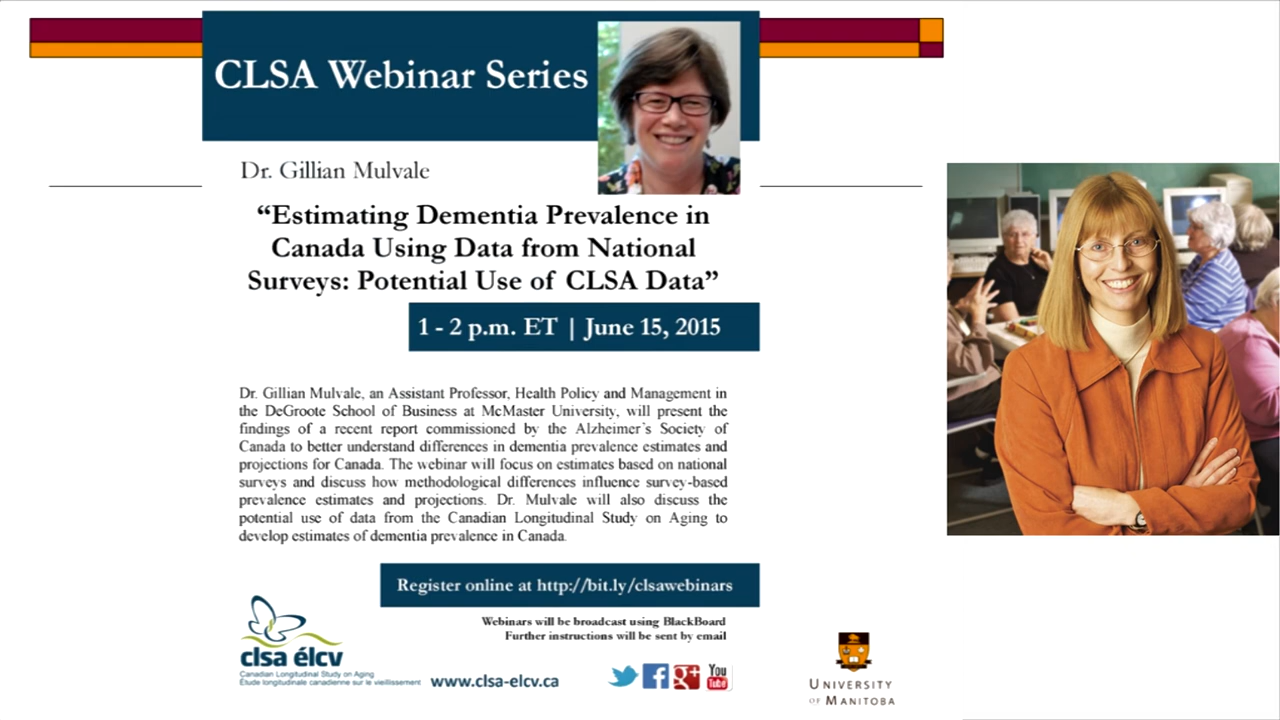 CLSA Webinar Series
Dr. Gillian Mulvale
“Estimating Dementia Prevalence in
Canada Using Data from National
Surveys: Potential Use of CLSA Data”
1 - 2 p.m. ET | June 15, 2015
Dr. Gillian Mulvale, an Assistant Professor, Health Policy and Management in
the DeGroote School of Business at McMaster University, will present the
findings of a recent report commissioned by the Alzheimer’s Society of
Canada to better understand differences in dementia prevalence estimates and
projections for Canada. The webinar will focus on estimates based on national
surveys and discuss how methodological differences influence survey-based
prevalence estimates and projections. Dr. Mulvale will also discuss the
potential use of data from the Canadian Longitudinal Study on Aging to
develop estimates of dementia prevalence in Canada.
Register online at http://bit.ly/clsawebinars
Webinars will be broadcast using BlackBoard
Further instructions will be sent by email
clsa élcv
Canadian Longitudinal Study on Aging
Étude longitudinale canadienne sur le vieillissement
www.clsa-elcv.ca
g+
You
Tube
UNIVERSITY
OF MANITOBA